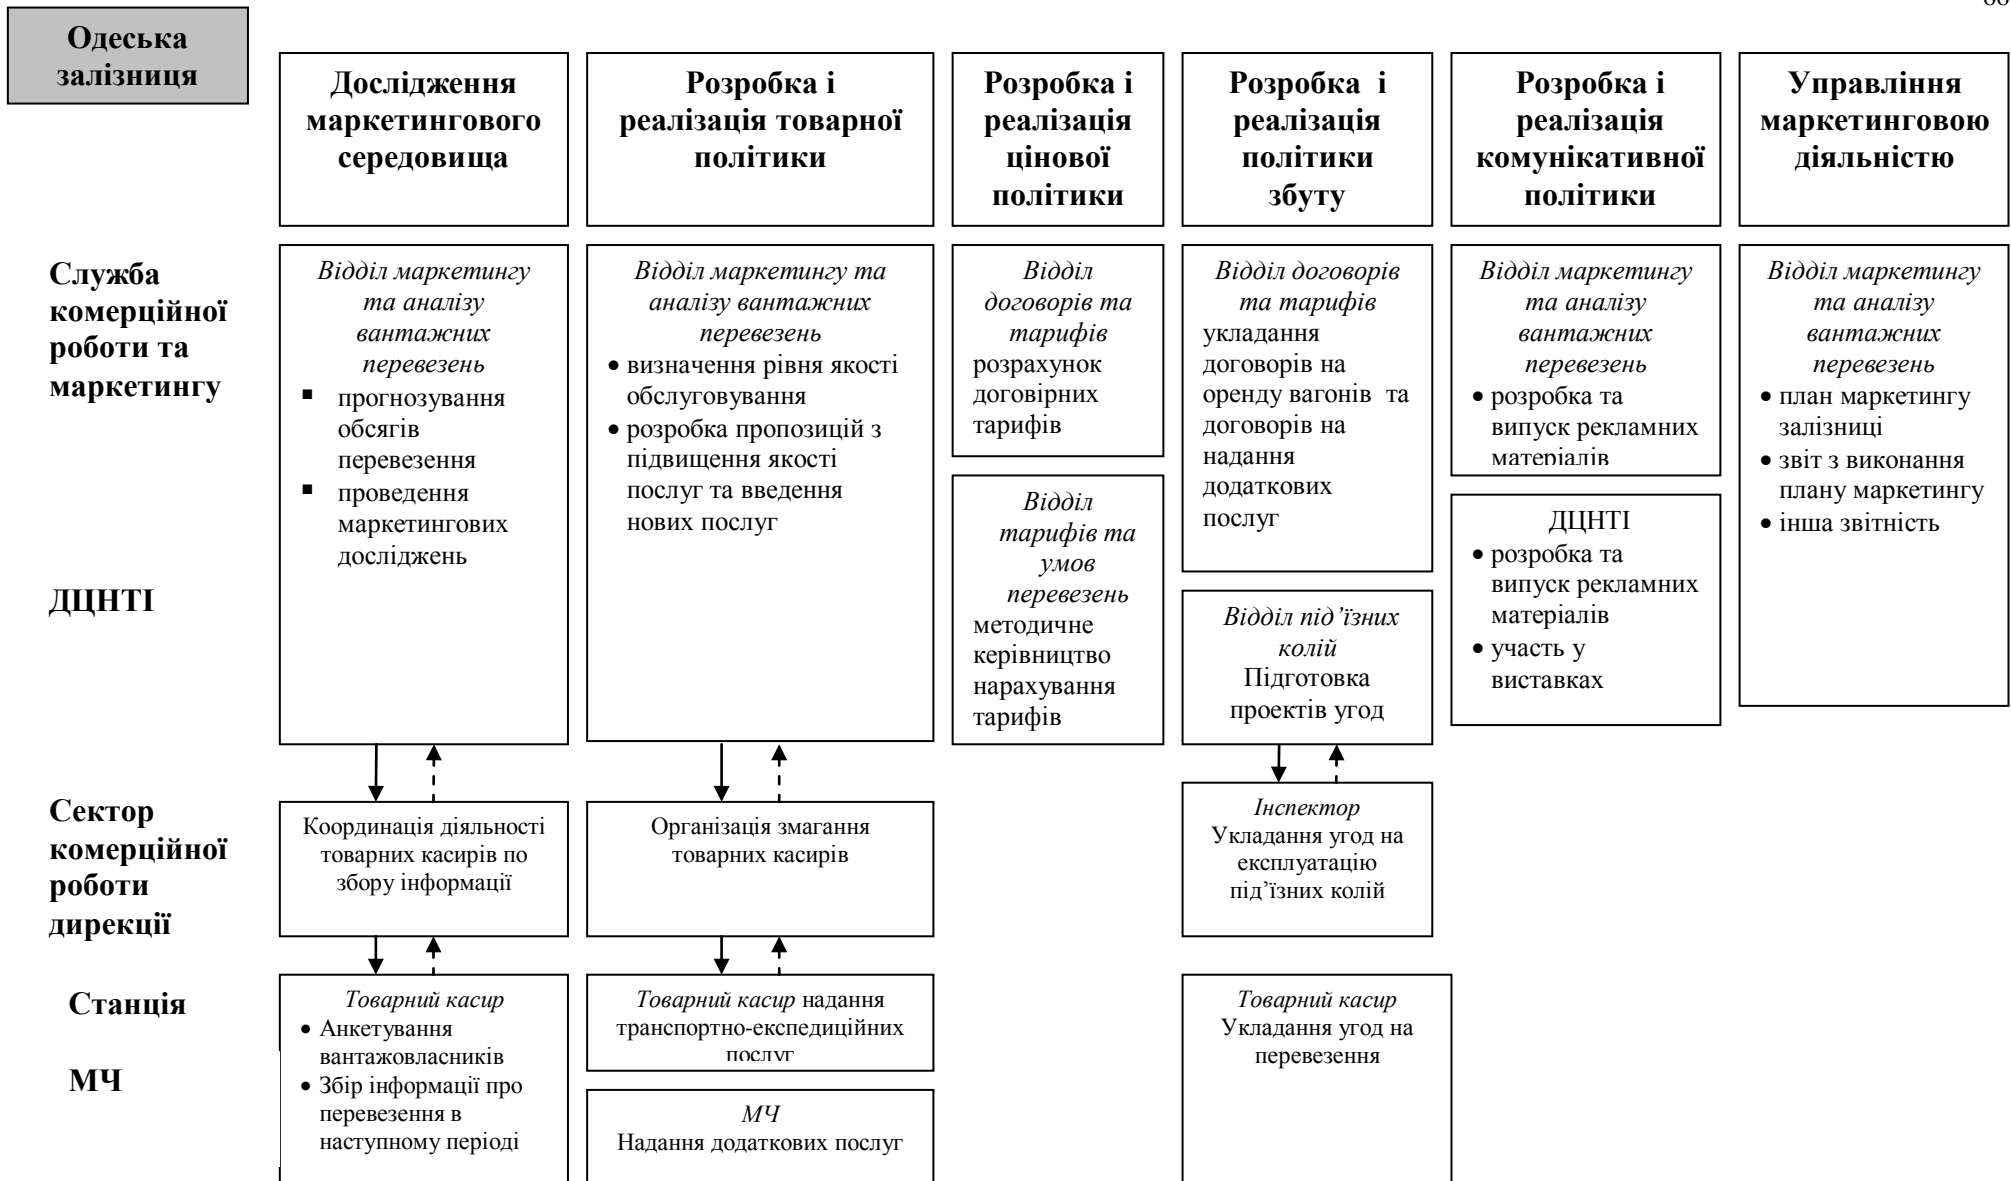 Одеська
залізниця
Дослідження
маркетингового
середовища
Розробка і
реалізація товарної
політики
Розробка і
реалізація
цінової
політики
Розробка  і
реалізація
політики
збуту
Розробка і
реалізація
комунікативної
політики
Управління
маркетинговою
діяльністю
Служба
комерційної
роботи та
маркетингу
Відділ маркетингу
та аналізу
вантажних
перевезень
▪ прогнозування
обсягів
перевезення
▪ проведення
маркетингових
досліджень
Відділ маркетингу та
аналізу вантажних
перевезень
• визначення рівня якості
обслуговування
• розробка пропозицій з
підвищення якості
послуг та введення
нових послуг
Відділ
договорів та
тарифів
розрахунок
договірних
тарифів
Відділ
тарифів та
умов
перевезень
методичне
керівництво
нарахування
тарифів
Відділ договорів
та тарифів
укладання
договорів на
оренду вагонів  та
договорів на
надання
додаткових
послуг
Відділ під’їзних
колій
Підготовка
проектів угод
Відділ маркетингу
та аналізу
вантажних
перевезень
• розробка та
випуск рекламних
матеріалів
ДЦНТІ
• розробка та
випуск рекламних
матеріалів
• участь у
виставках
Відділ маркетингу
та аналізу
вантажних
перевезень
• план маркетингу
залізниці
• звіт з виконання
плану маркетингу
• інша звітність
ДЦНТІ
Сектор
комерційної
роботи
дирекції
Координація діяльності
товарних касирів по
збору інформації
Організація змагання
товарних касирів
Інспектор
Укладання угод на
експлуатацію
під’їзних колій
Станція
МЧ
Товарний касир
• Анкетування
вантажовласників
• Збір інформації про
перевезення в
наступному періоді
Товарний касир надання
транспортно-експедиційних
послуг
МЧ
Надання додаткових послуг
Товарний касир
Укладання угод на
перевезення